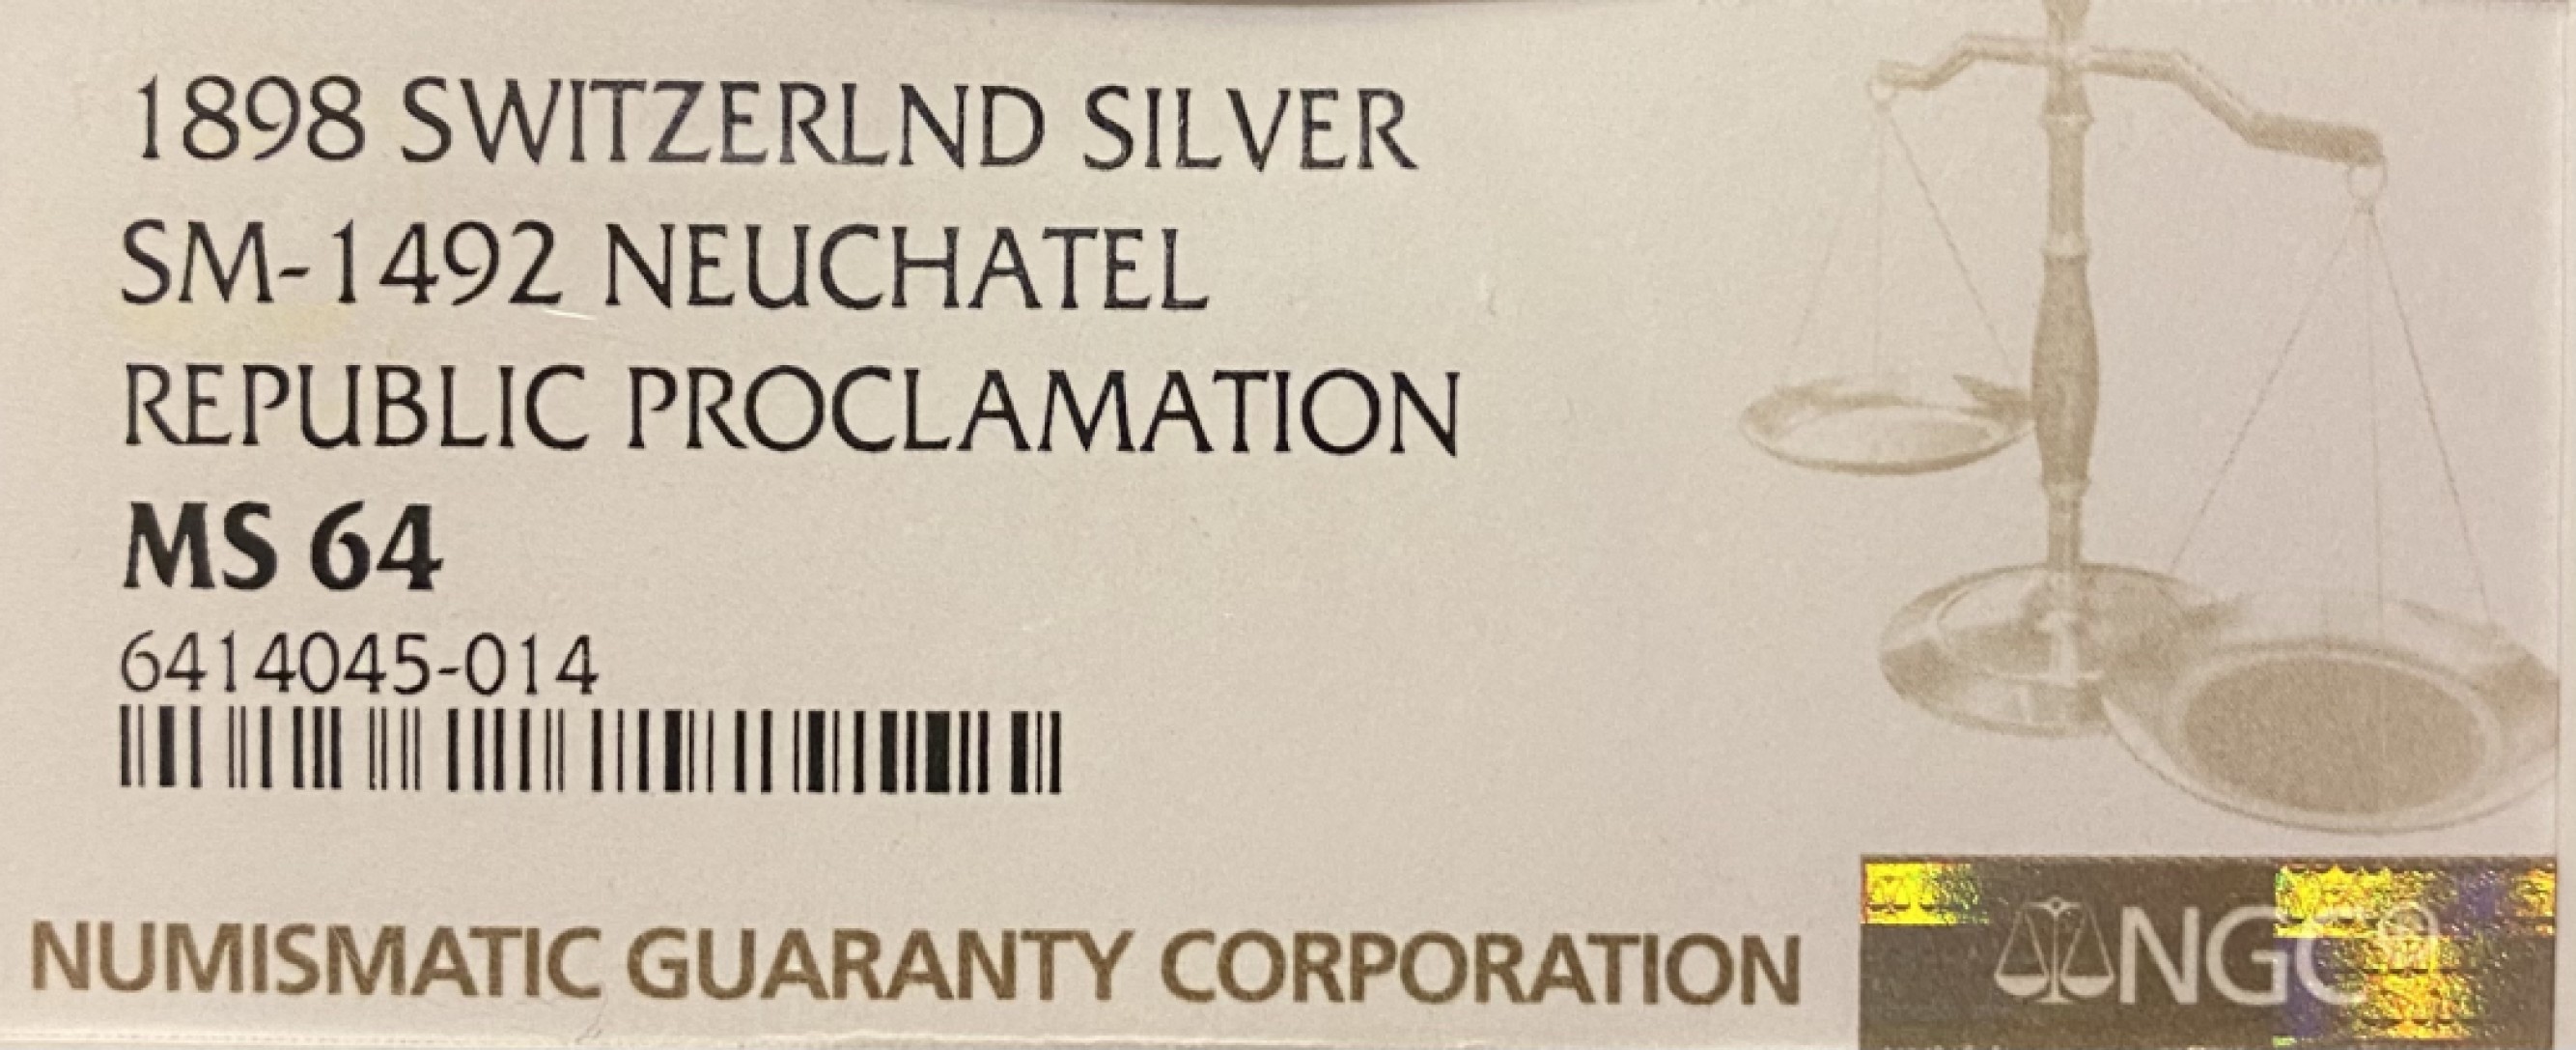 1898 SWITZERLND SILVER
SM-1492 NEUCHATEL
REPUBLIC PROCLAMATION
MS 64
6414045-014
NUMISMATIC GUARANTY CORPORATION
NGC®